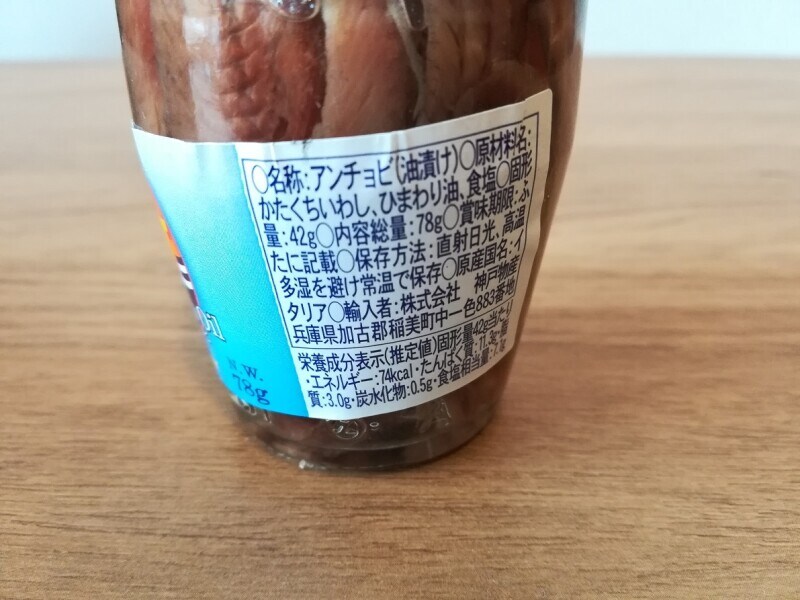 ○名称:アンチョビ(油漬け)○原材料名:
かたくちいわし、ひまわり油、食塩○固形
量:42g○内容総量:78g○賞味期限:ふ
たに記載○保存方法:直射日光、高温
多湿を避け常温で保存○原産国名:イ
タリア○輸入者:株式会社 神戸物産
兵庫県加古郡稲美町中一色883番地
栄養成分表示(推定値)固形量42g当たり
・エネルギー:74kcal・たんぱく質:11.3g・脂
質:3.0g・炭水化物:0.5g・食塩相当量:
N.W.
78g